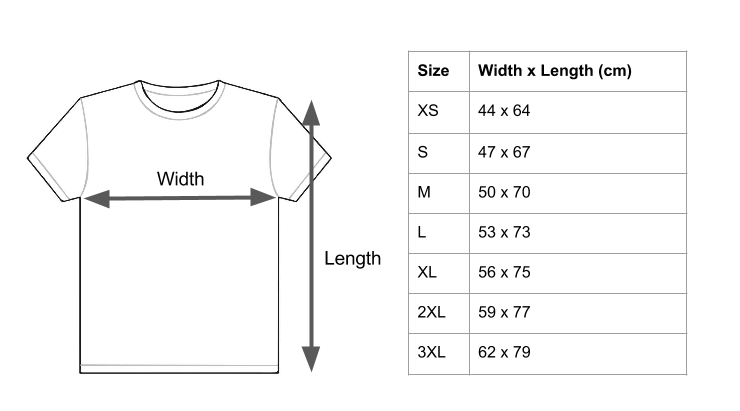 Width
Length
Size Width x Length (cm)
XS 44 x 64
S 47 x 67
M 50 x 70
L 53 x 73
XL 56 x 75
2XL 59 x 77
3XL 62 x 79